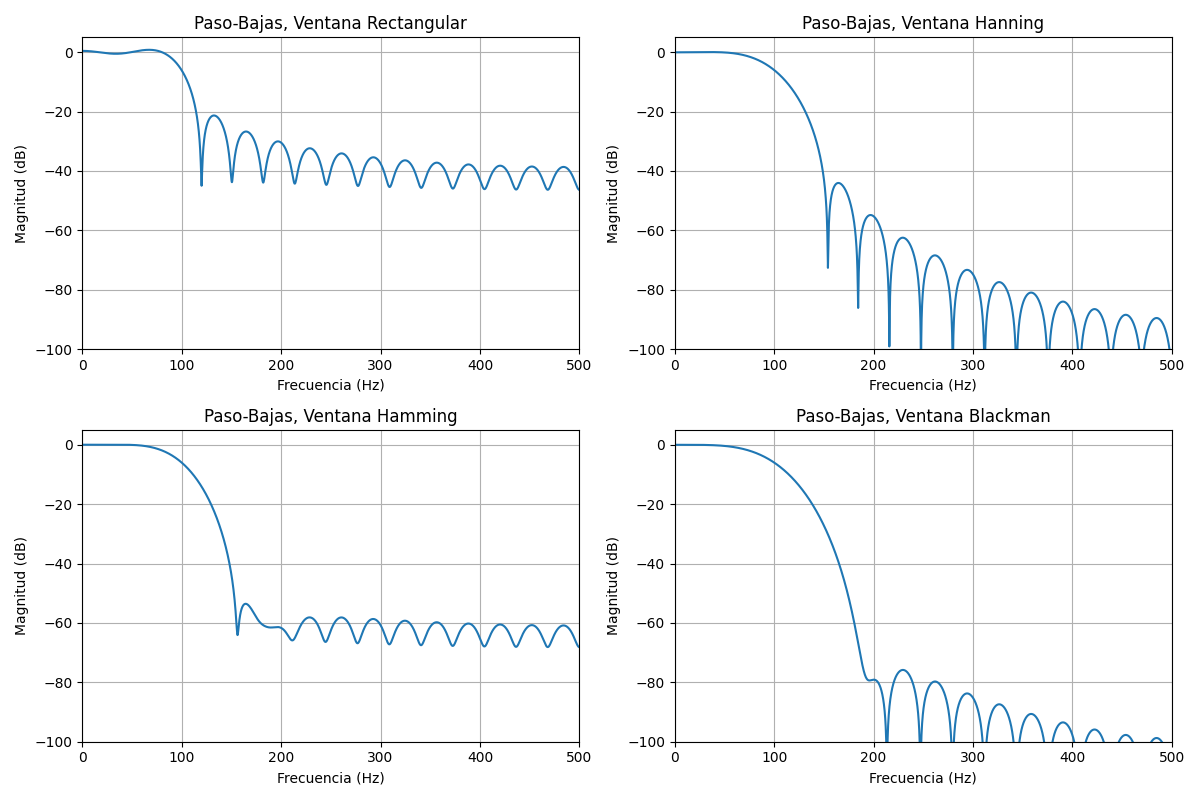 Paso-Bajas, Ventana Rectangular
0
−20
−40
−60
−80
−100
Magnitud (dB)
0 100 200 300 400 500
Frecuencia (Hz)
Paso-Bajas, Ventana Hanning
0
−20
−40
−60
−80
−100
Magnitud (dB)
0 100 200 300 400 500
Frecuencia (Hz)
Paso-Bajas, Ventana Hamming
0
−20
−40
−60
−80
−100
Magnitud (dB)
0 100 200 300 400 500
Frecuencia (Hz)
Paso-Bajas, Ventana Blackman
0
−20
−40
−60
−80
−100
Magnitud (dB)
0 100 200 300 400 500
Frecuencia (Hz)